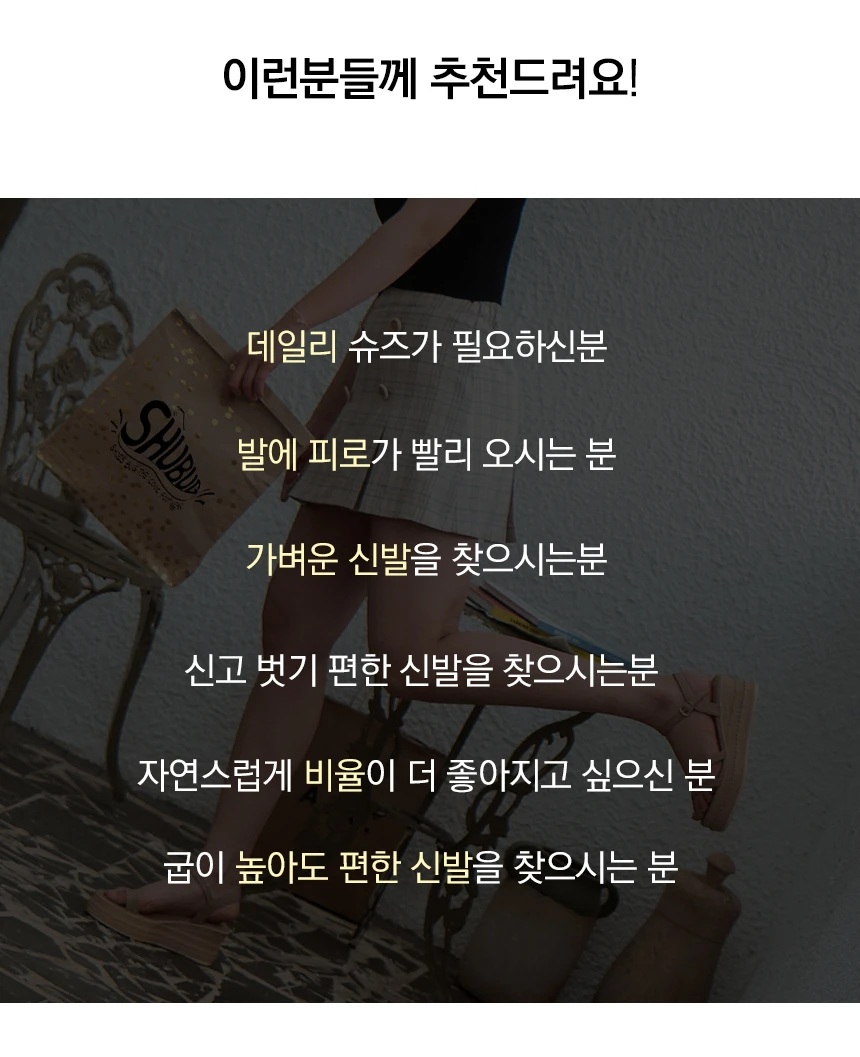 이런분들께 추천드려요!
데일리 슈즈가 필요하신분
SHUBUD
발에 피로가 빨리 오시는 분
가벼운 신발을 찾으시는분
신고 벗기 편한 신발을 찾으시는분
자연스럽게 비율이 더 좋아지고 싶으신 분
굽이 높아도 편한 신발을 찾으시는 분